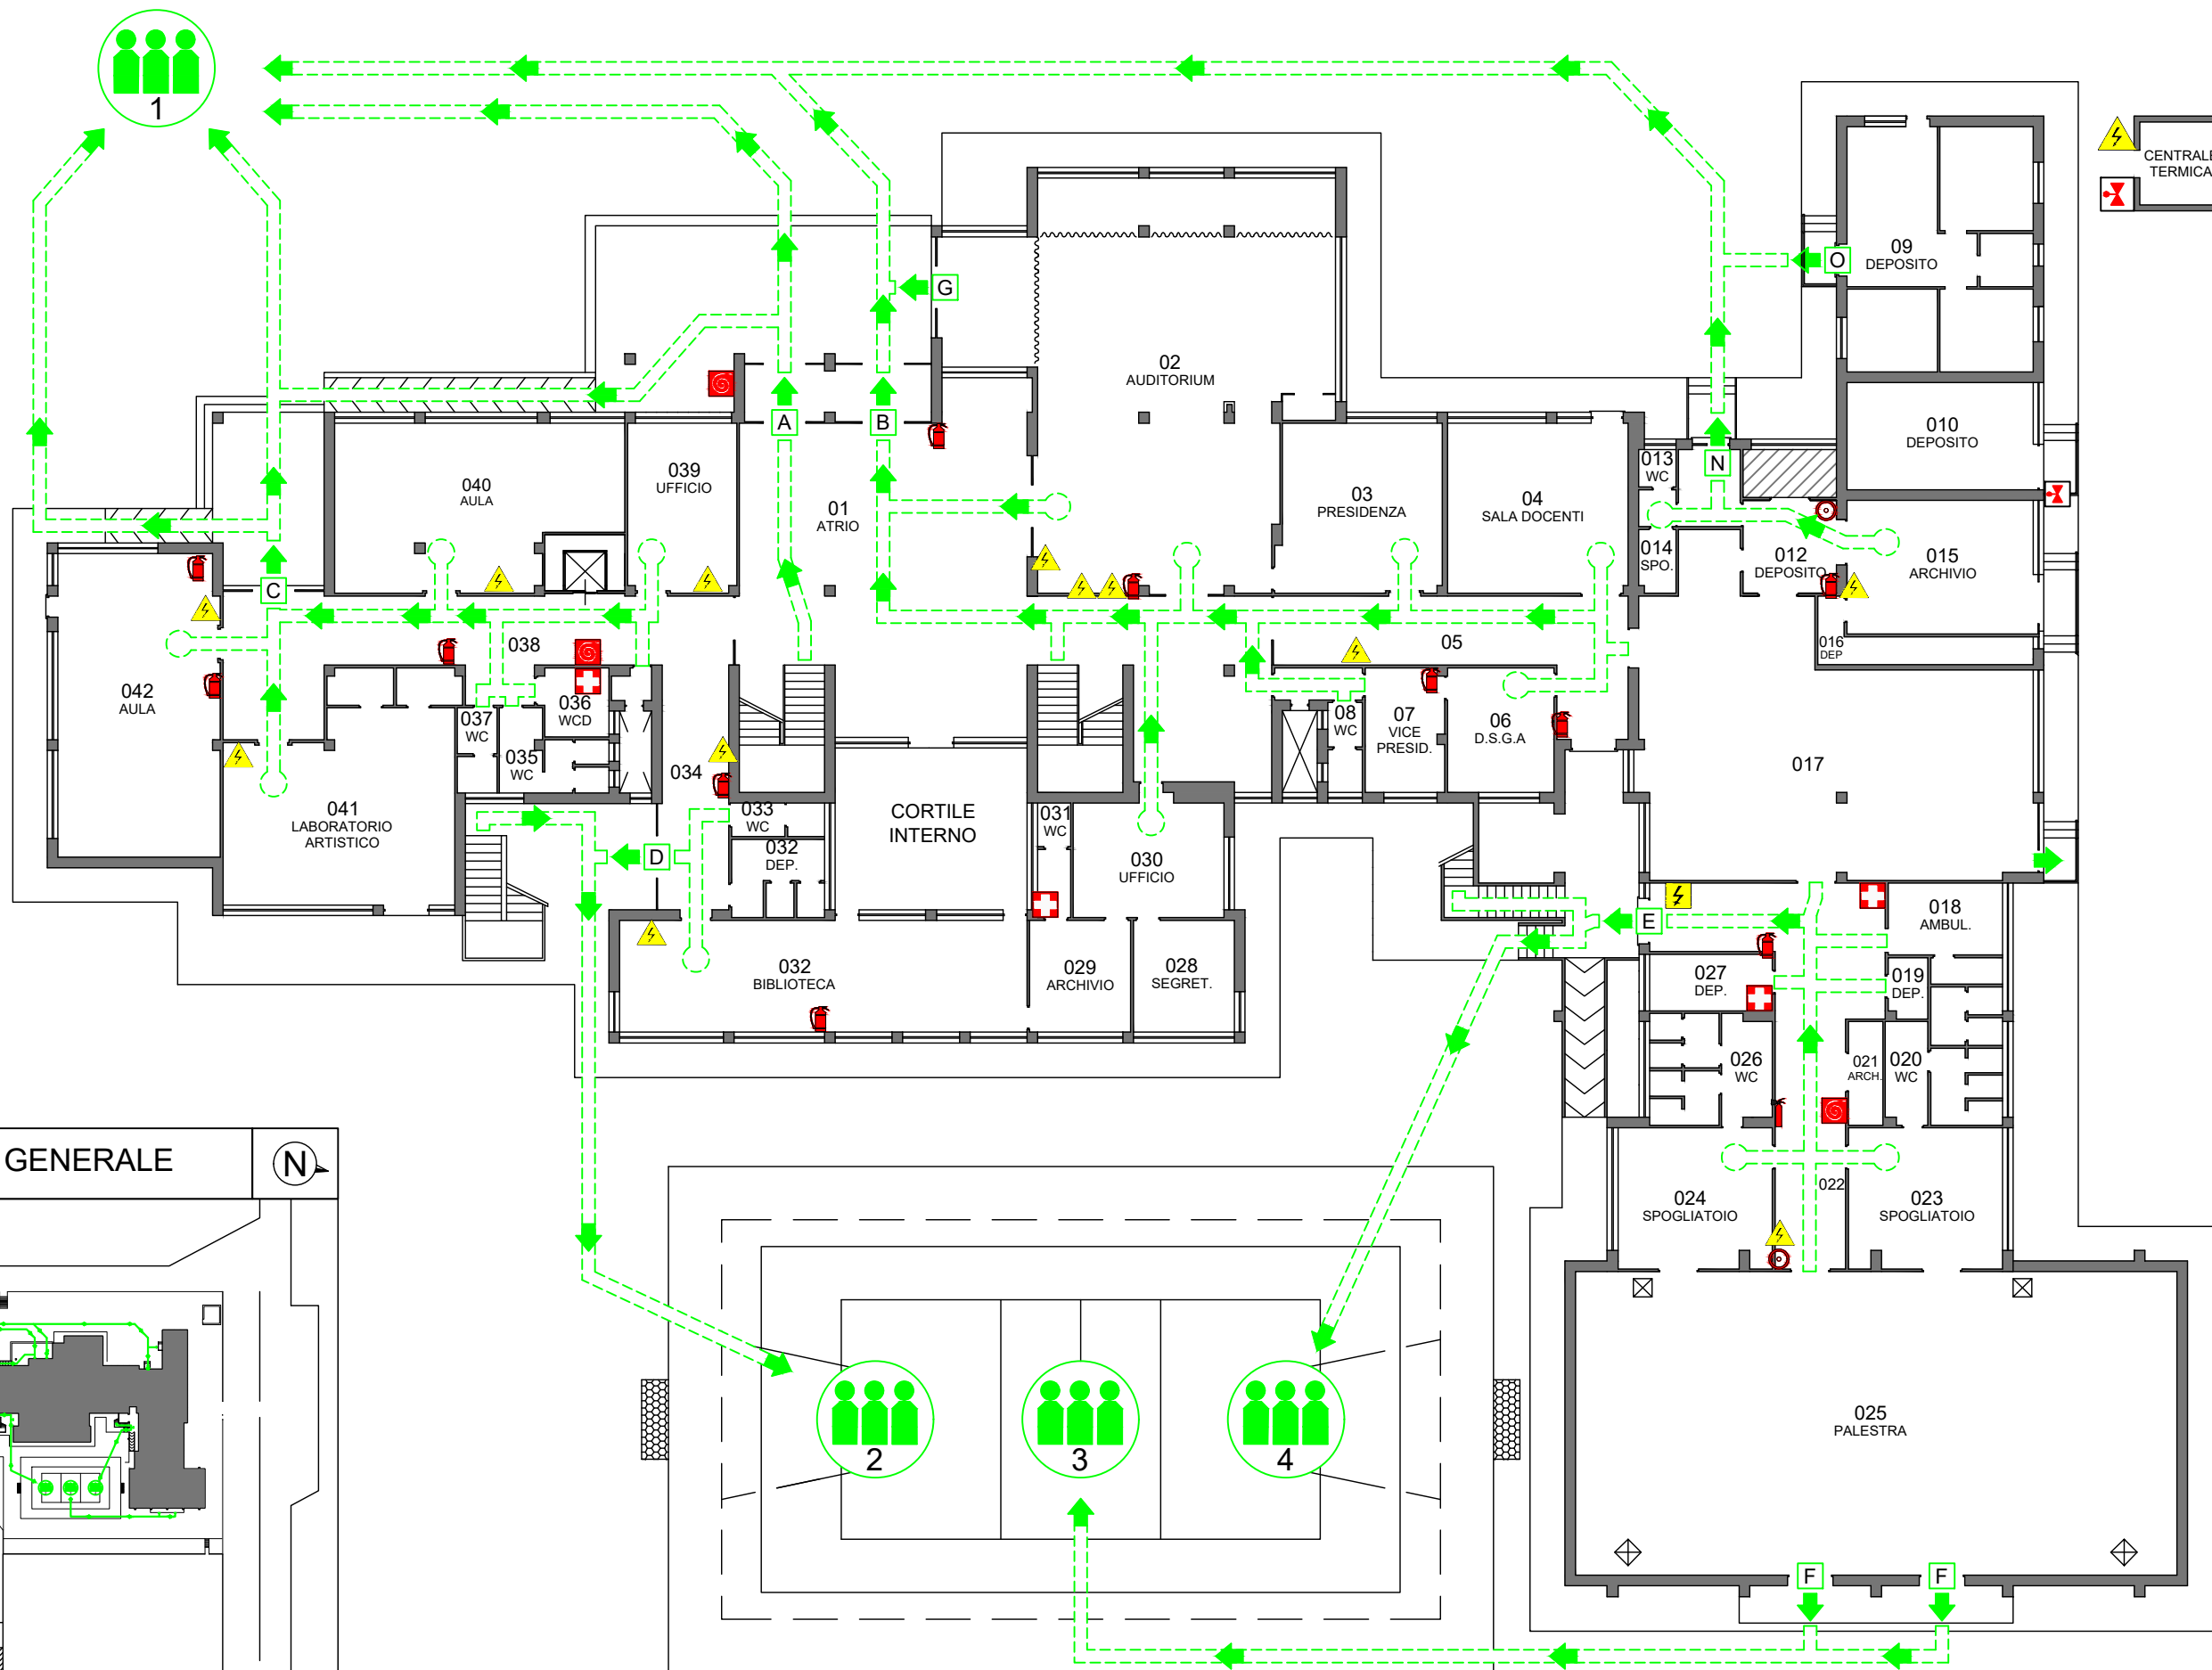 1
CENTRALE
TERMICA
O
09
DEPOSITO
G
02
AUDITORIUM
A
B
010
DEPOSITO
013
WC
N
039
UFFICIO
040
AULA
01
ATRIO
03
PRESIDENZA
04
SALA DOCENTI
014
SPO.
012
DEPOSITO
015
ARCHIVIO
C
038
05
016
DEP
042
AULA
036
WCD
037
WC
035
WC
034
08
WC
07
VICE
PRESID.
06
D.S.G.A
017
041
LABORATORIO
ARTISTICO
033
WC
CORTILE
INTERNO
031
WC
D
032
DEP.
030
UFFICIO
E
018
AMBUL.
032
BIBLIOTECA
029
ARCHIVIO
028
SEGRET.
027
DEP.
019
DEP.
026
WC
021
ARCH.
020
WC
GENERALE
N
024
SPOGLIATOIO
022
023
SPOGLIATOIO
025
PALESTRA
2
3
4
F
F